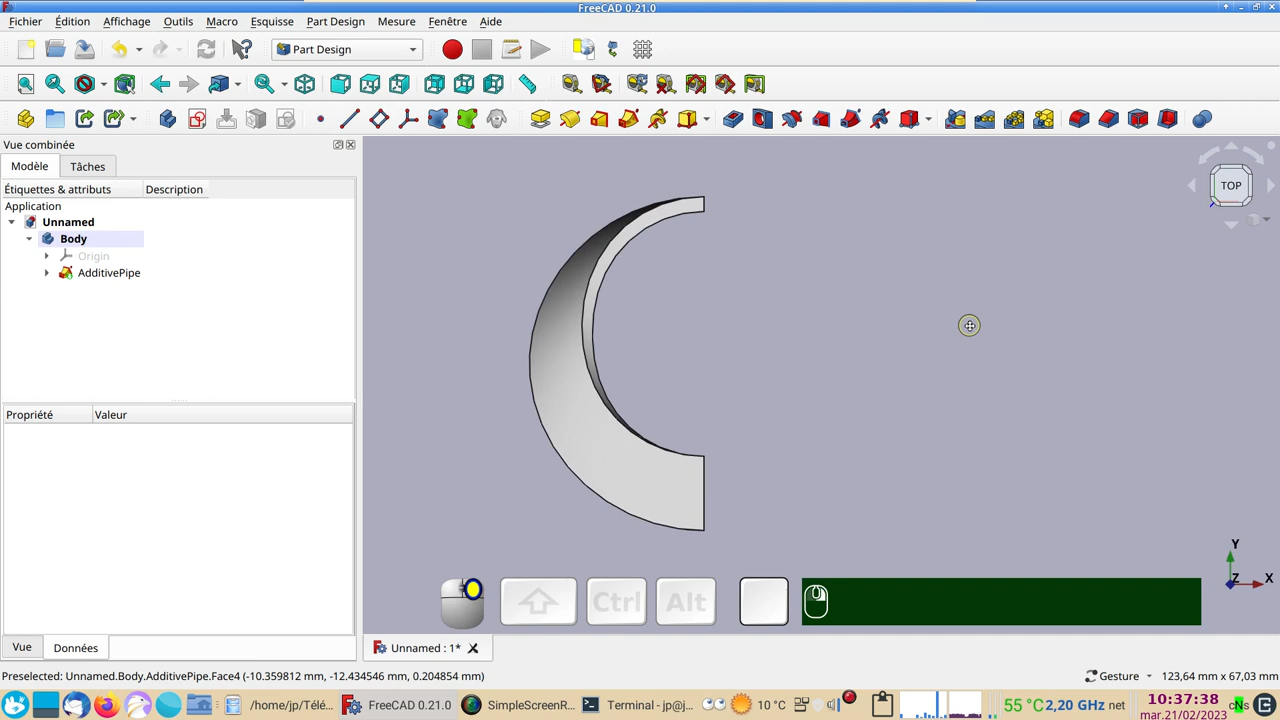 FreeCAD 0.21.0
Fichier Édition Affichage Outils Macro Esquisse Part Design Mesure Fenêtre Aide
Part Design
Vue combinée
Modèle Tâches
Étiquettes & attributs Description
Application
Unnamed
Body
Origin
AdditivePipe
TOP
Propriété Valeur
Y
Z X
Ctrl Alt
Vue Données
Unnamed : 1*
Preselected: Unnamed.Body.AdditivePipe.Face4 (-10.359812 mm, -12.434546 mm, 0.204854 mm)
Gesture 123,64 mm x 67,03 mm
/home/jp/Télé... FreeCAD 0.21.0 SimpleScreenR... Terminal - jp@j... 10 °C 55 °C 2,20 GHz net 10:37:38 cNs
mar.21/02/2023